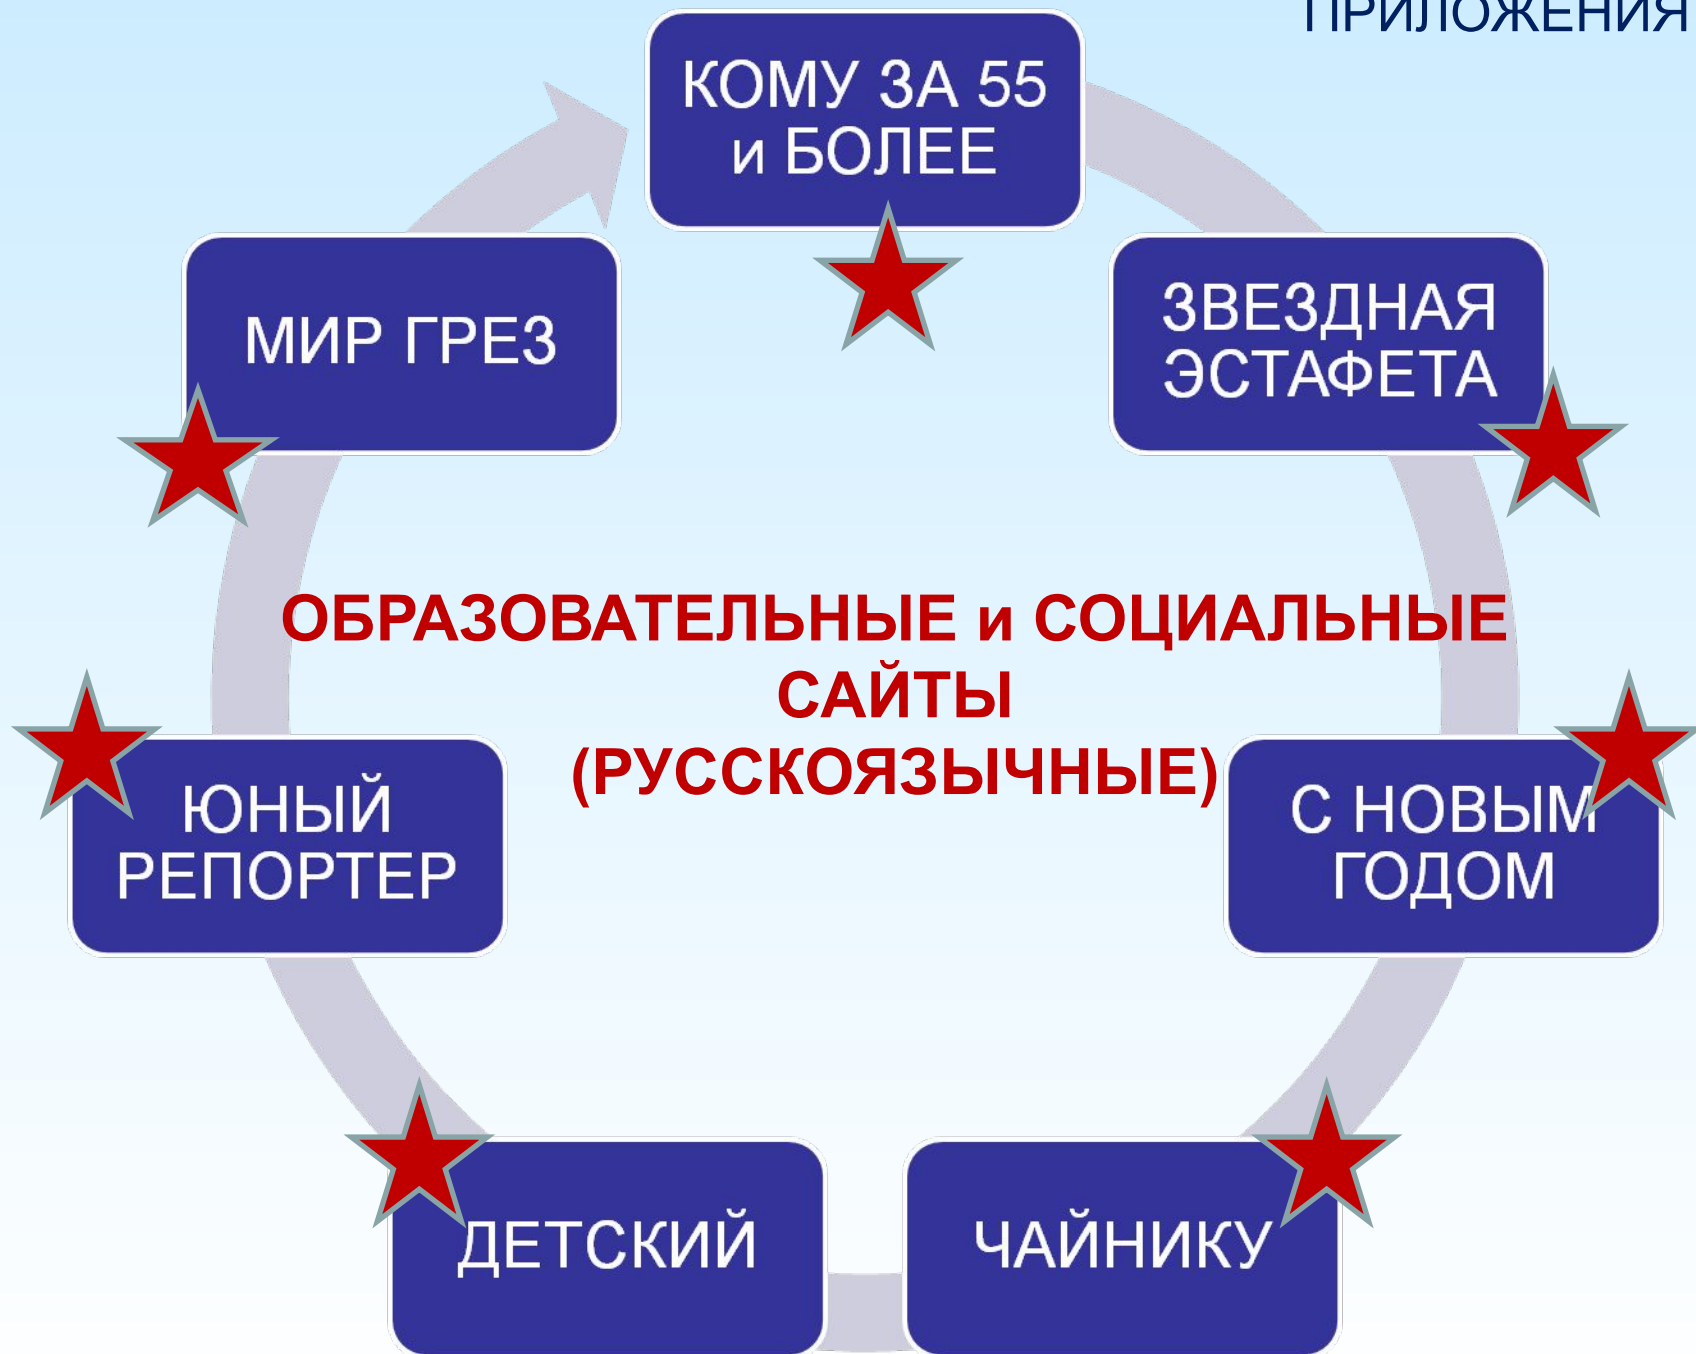 ПРИЛОЖЕНИЯ
КОМУ ЗА 55
и БОЛЕЕ
ЗВЕЗДНАЯ
ЭСТАФЕТА
С НОВЫМ
ГОДОМ
ЧАЙНИКУ
ДЕТСКИЙ
ЮНЫЙ
РЕПОРТЕР
МИР ГРЕЗ
ОБРАЗОВАТЕЛЬНЫЕ и СОЦИАЛЬНЫЕ
САЙТЫ
(РУССКОЯЗЫЧНЫЕ)